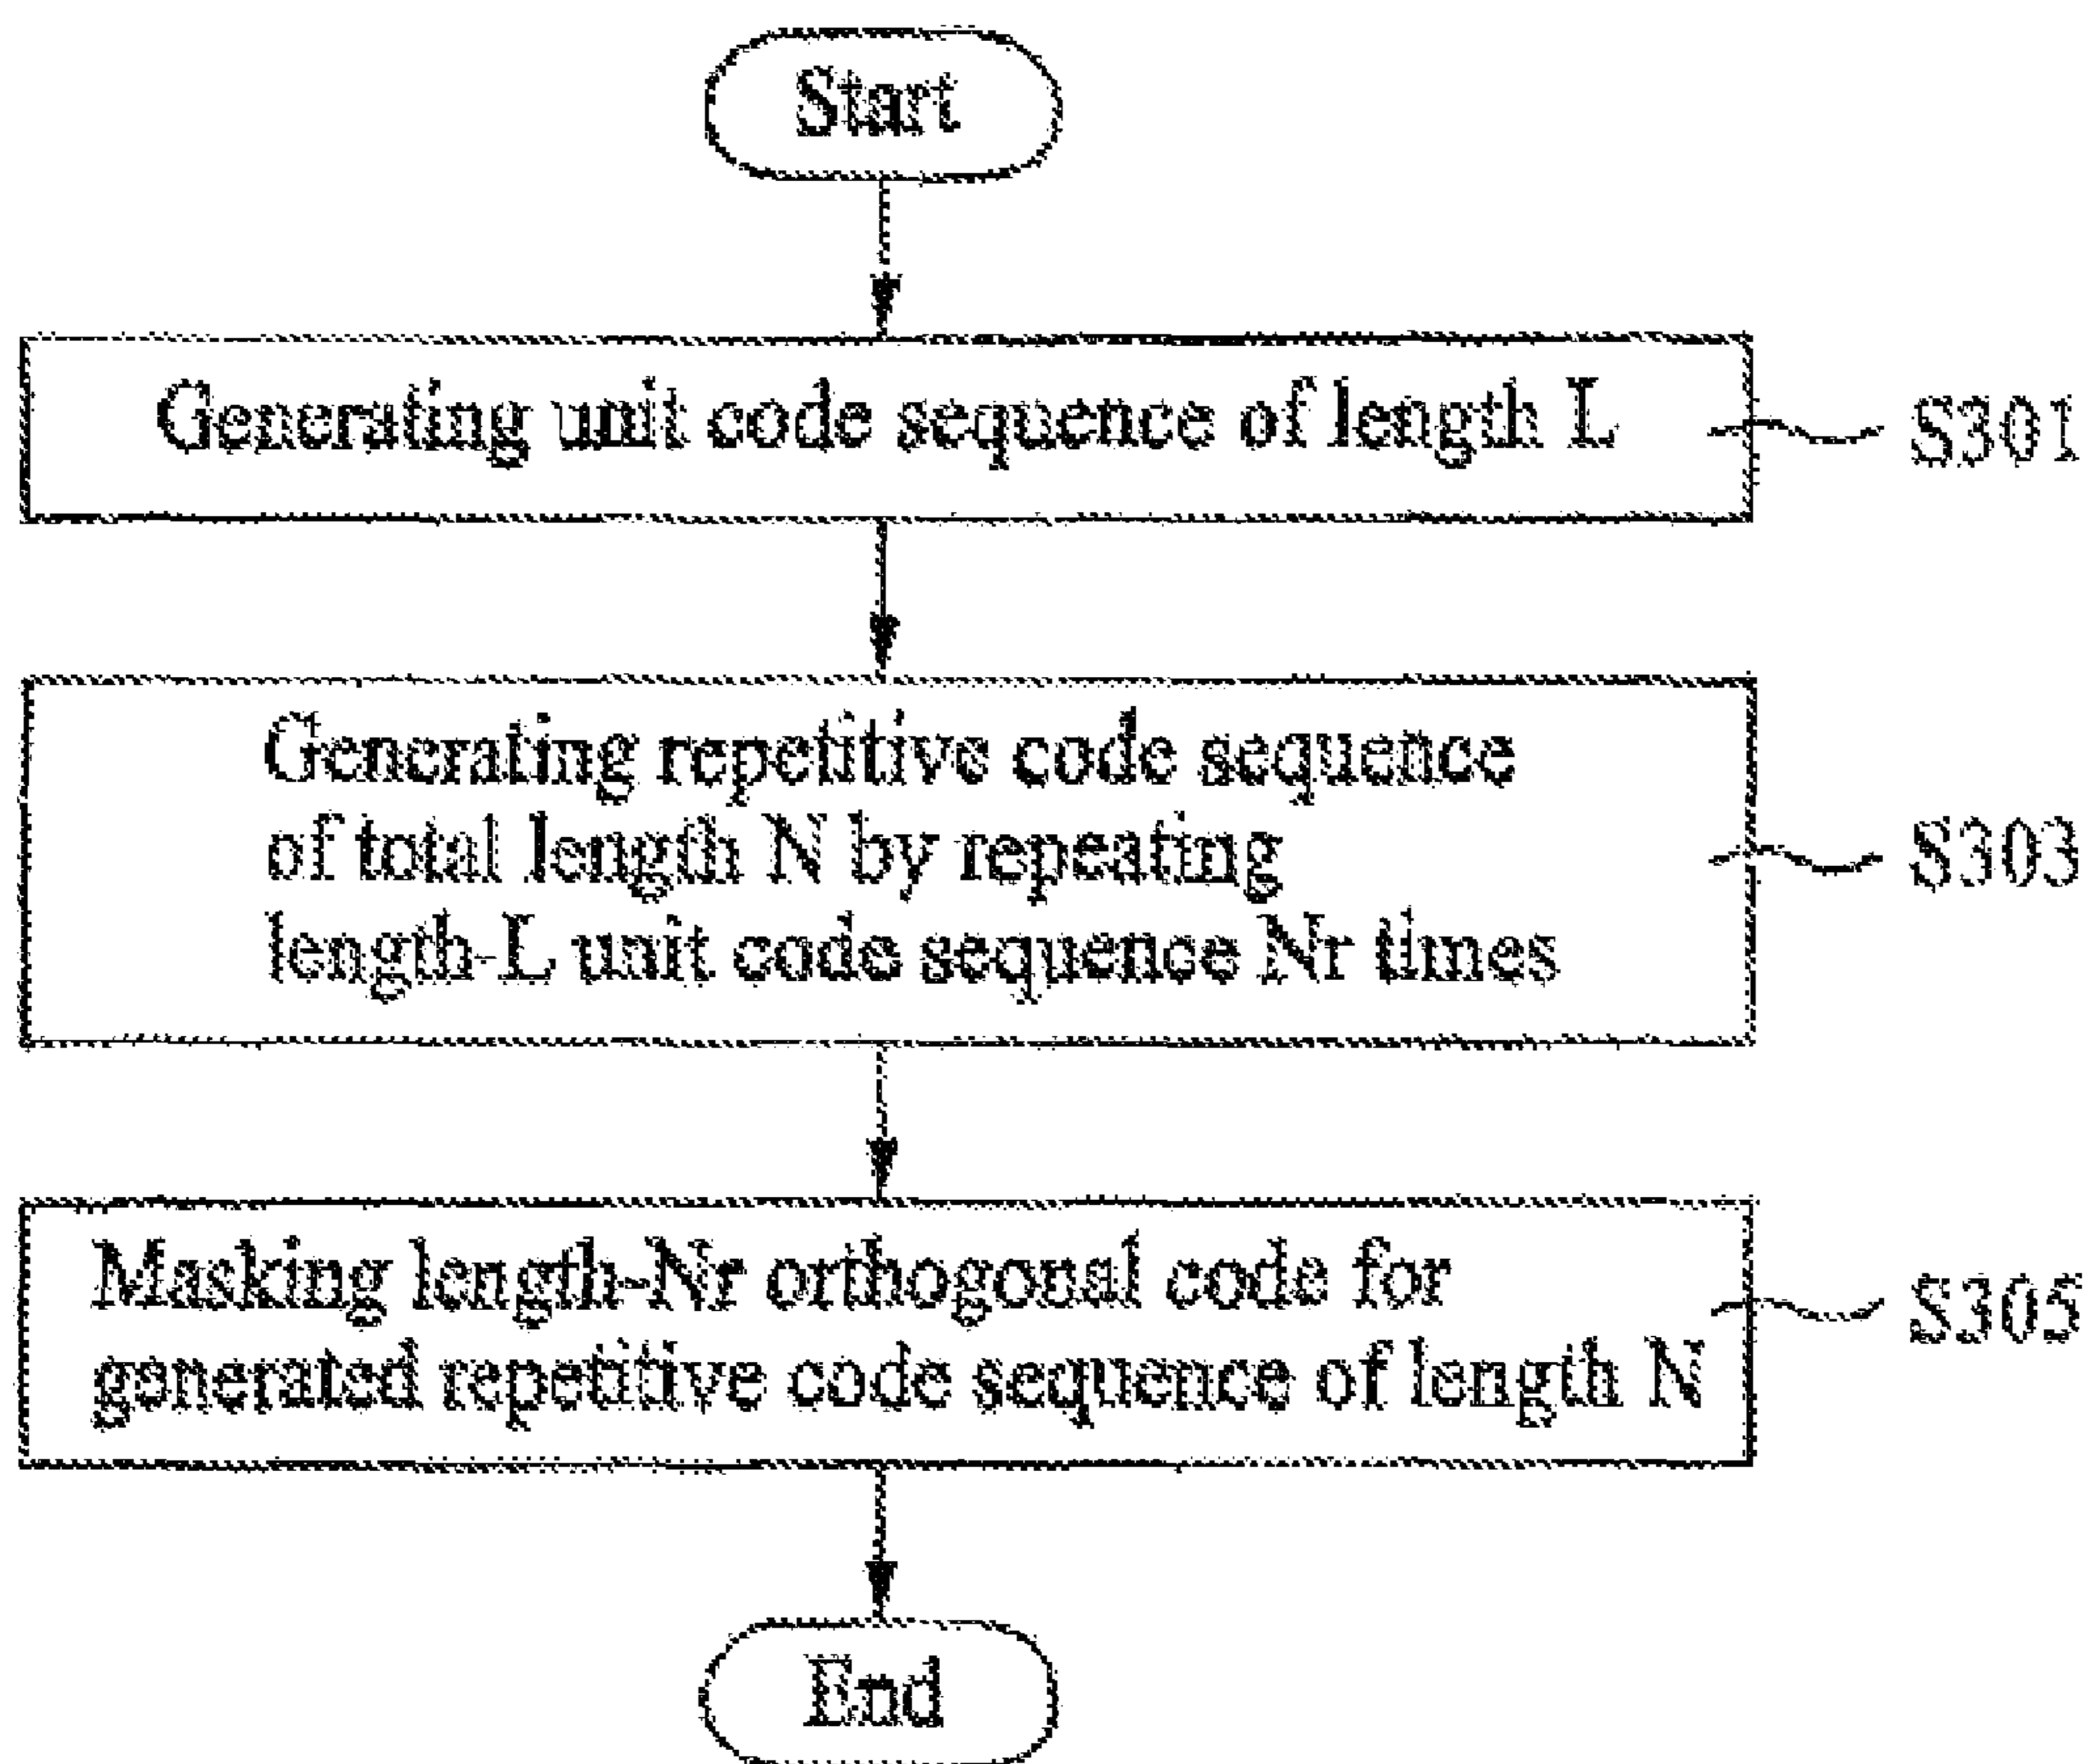 Start
Generating unit code sequence of length L
S301
Generating repetitive code sequence
of total length N by repeating
length-L unit code sequence Nr times
S303
Masking length-Nr orthogonal code for
generated repetitive code sequence of length N
S305
End